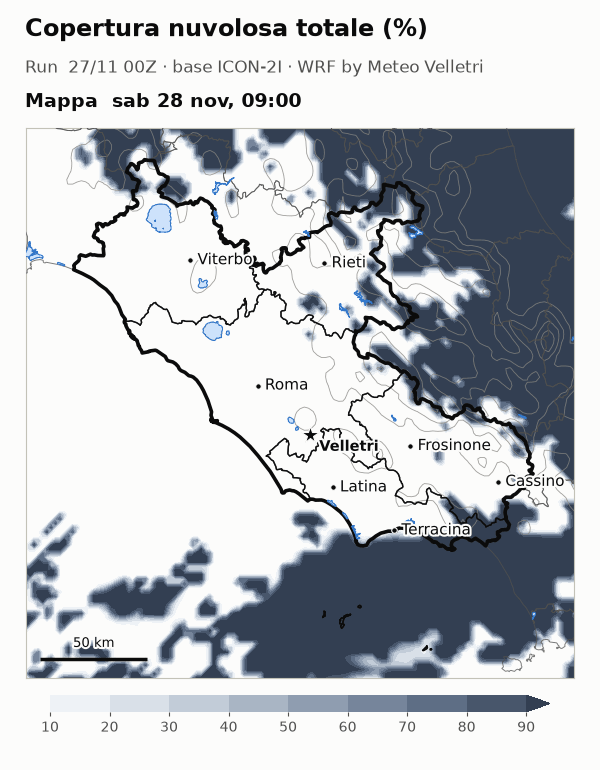 Copertura nuvolosa totale (%)
Run  27/11 00Z · base ICON-2I · WRF by Meteo Velletri
Mappa  sab 28 nov, 09:00
Viterbo
Rieti
Roma
Velletri
Frosinone
Latina
Cassino
Terracina
50 km
10 20 30 40 50 60 70 80 90